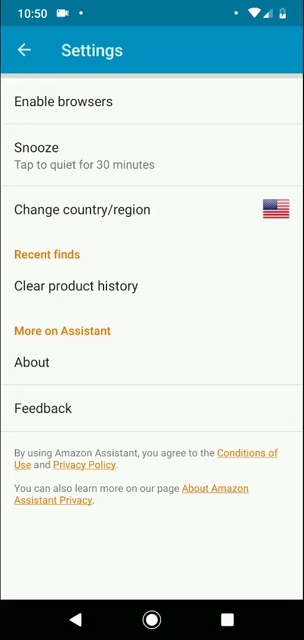 10:50
Settings
Enable browsers
Snooze
Tap to quiet for 30 minutes
Change country/region
Recent finds
Clear product history
More on Assistant
About
Feedback
By using Amazon Assistant, you agree to the Conditions of
Use and Privacy Policy.
You can also learn more on our page About Amazon
Assistant Privacy.